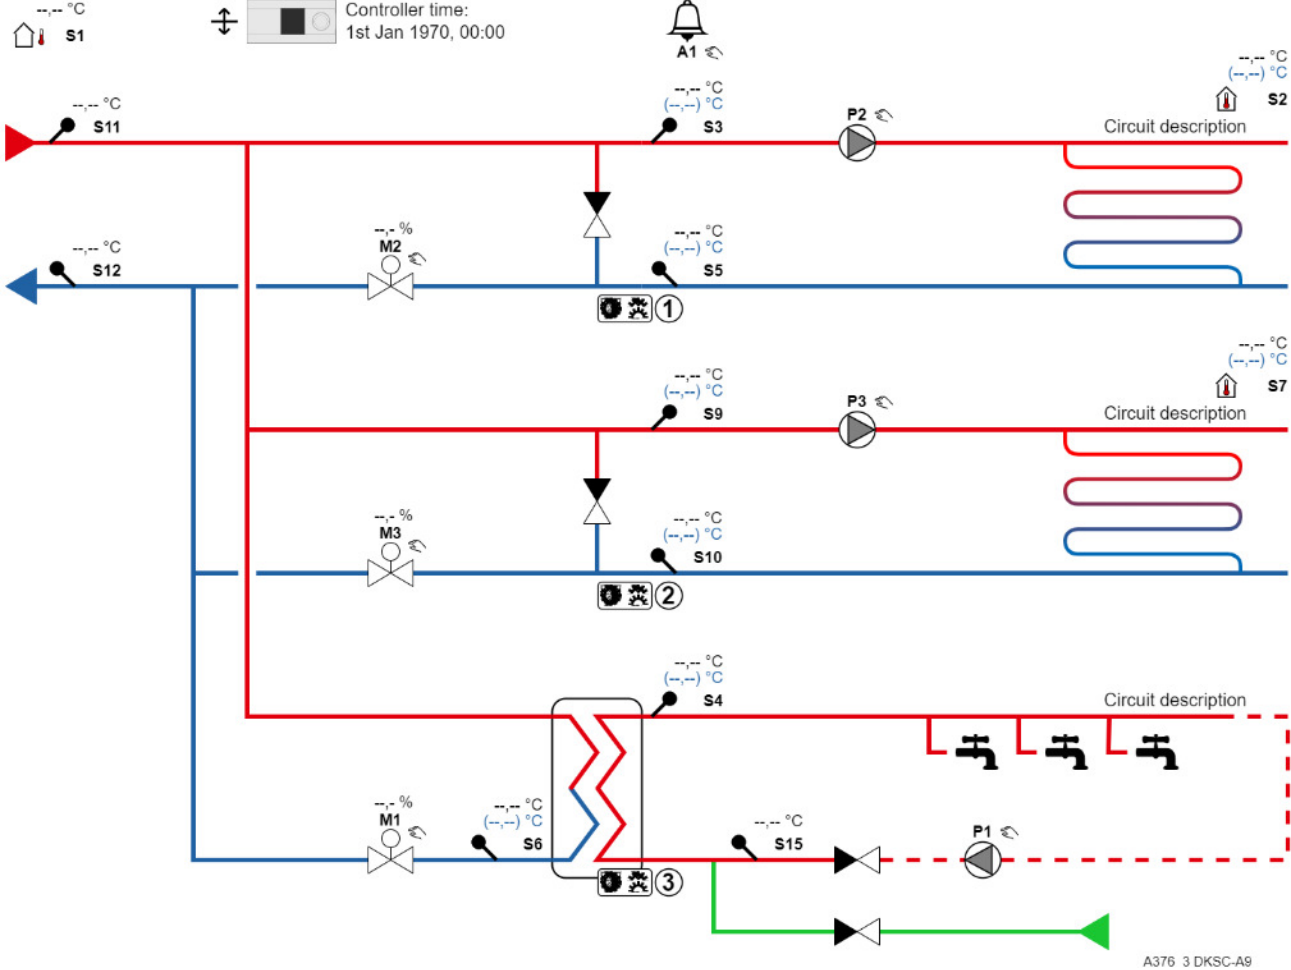 --,-- °C
S1
Controller time:
1st Jan 1970, 00:00
A1
--,-- °C
(--,--) °C
S2
--,-- °C
S11
--,-- °C
(--,--) °C
S3
P2
Circuit description
--,-- °C
S12
--,- %
M2
--,-- °C
(--,--) °C
S5
1
--,-- °C
(--,--) °C
S7
--,-- °C
(--,--) °C
S9
P3
Circuit description
--,- %
M3
--,-- °C
(--,--) °C
S10
2
--,-- °C
(--,--) °C
S4
Circuit description
--,- %
M1
--,-- °C
(--,--) °C
S6
--,-- °C
S15
P1
3
A376 3 DKSC-A9